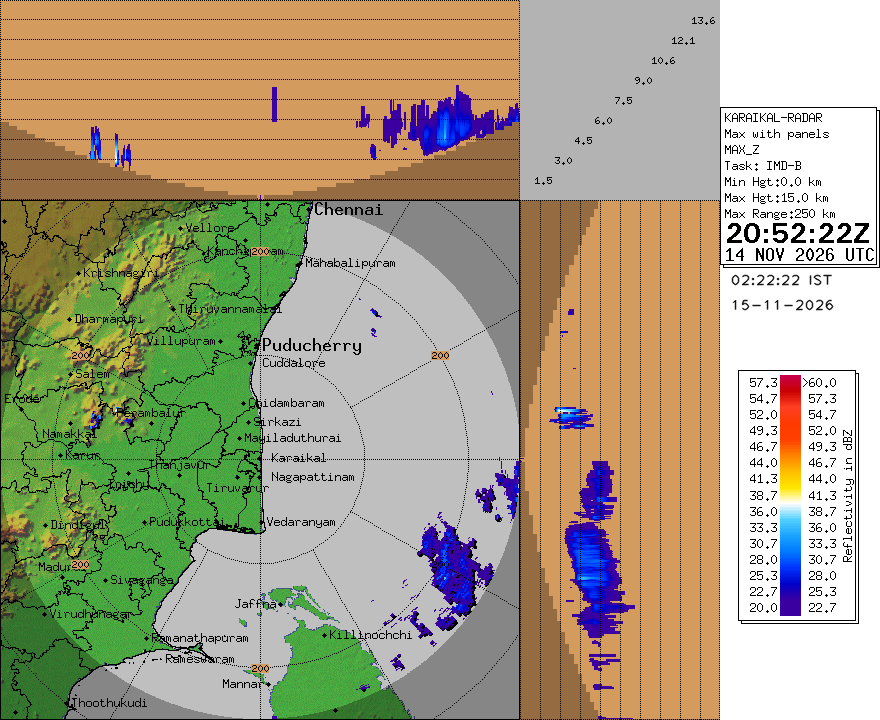 13.6
12.1
10.6
9.0
7.5
6.0
4.5
3.0
1.5
KARAIKAL-RADAR
Max with panels
MAX_Z
Task: IMD-B
Min Hgt:0.0 km
Max Hgt:15.0 km
Max Range:250 km
20:52:22Z
14 NOV 2026 UTC
02:22:22 IST
15-11-2026
Chennai
Vellore
200
Mahabalipuram
Krishnagiri
Thiruvannamalai
Dharmapuri
Villupuram
Puducherry
200
200
Cuddalore
Salem
Erode
Chidambaram
Perambalur
Sirkazi
Namakkal
Mayiladuthurai
Karur
Karaikal
Thanjavur
Nagapattinam
Tiruvarur
Dindigul
Pudukkottai
Vedaranyam
200
Madurai
Sivaganga
Jaffna
Virudhunagar
Killinochchi
Ramanathapuram
Rameswaram
200
Mannar
Thoothukudi
57.3 >60.0
54.7 57.3
52.0 54.7
49.3 52.0
46.7 49.3
44.0 46.7
41.3 44.0
38.7 41.3
36.0 38.7
33.3 36.0
30.7 33.3
28.0 30.7
25.3 28.0
22.7 25.3
20.0 22.7
Reflectivity in dBZ